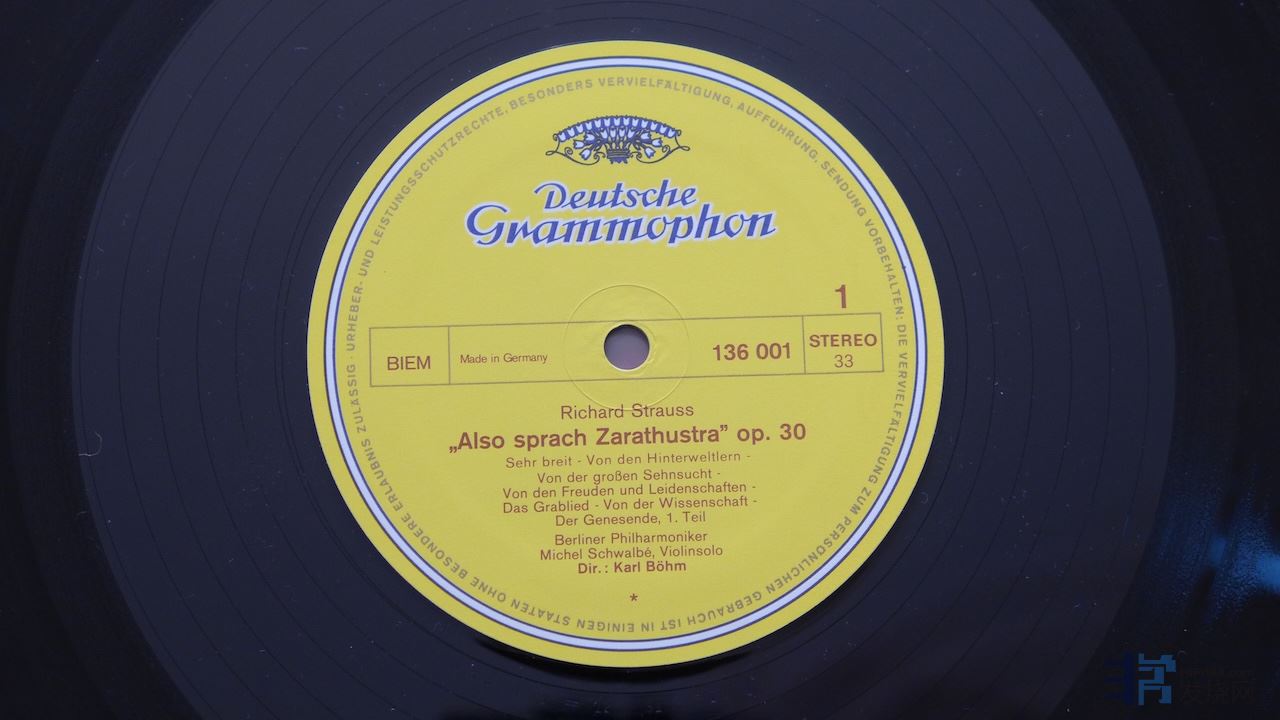 URHEBER- UND LEISTUNGSSCHUTZRECHTE, BESONDERS VERVIELFÄLTIGUNG, AUFFÜHRUNG, SENDUNG VORBEHALTEN: DIE VERVIELFÄLTIGUNG ZUM PERSÖNLICHEN GEBRAUCH IST IN EINIGEN STAATEN OHNE BESONDERE ERLAUBNIS ZULÄSSIG ·
Deutsche
Grammophon
1
BIEM
Made in Germany
136 001
STEREO
33
Richard Strauss
„Also sprach Zarathustra” op. 30
Sehr breit - Von den Hinterweltlern -
Von der großen Sehnsucht -
Von den Freuden und Leidenschaften -
Das Grablied - Von der Wissenschaft -
Der Genesende, 1. Teil
Berliner Philharmoniker
Michel Schwalbé, Violinsolo
Dir.: Karl Böhm
*
发烧网